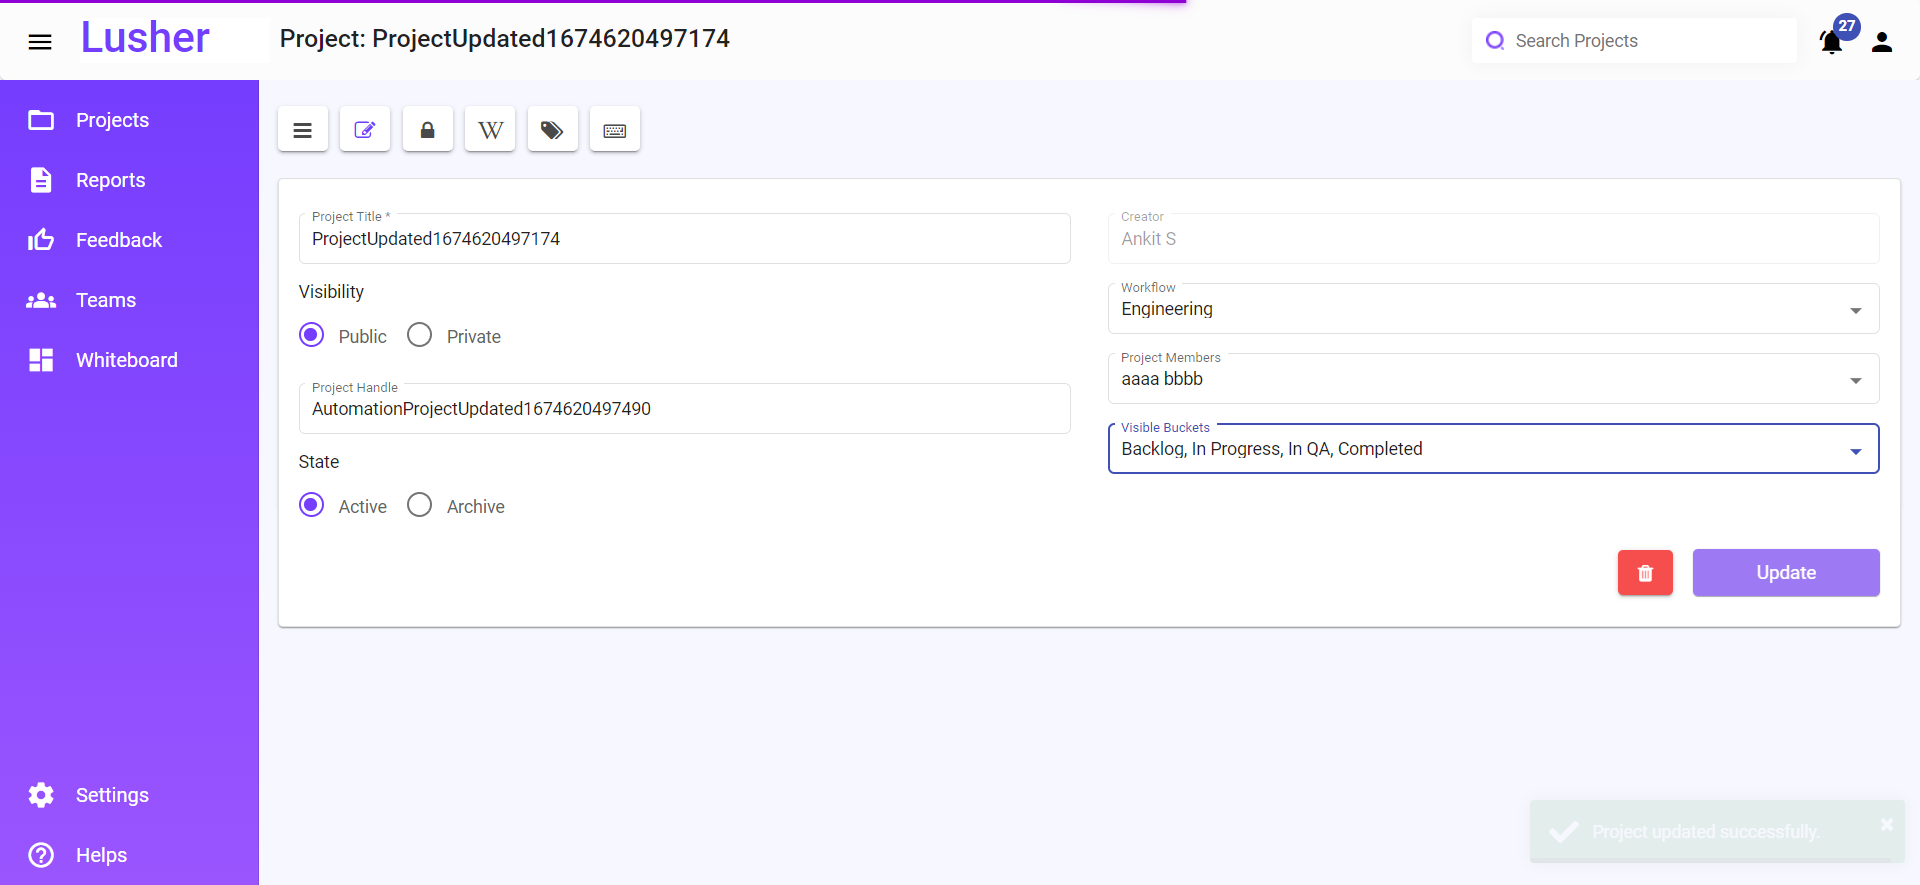 Lusher
Project: ProjectUpdated1674620497174
Search Projects
27
Projects
Reports
Feedback
Teams
Whiteboard
Settings
Helps
W
Project Title *
ProjectUpdated1674620497174
Visibility
Public
Private
Project Handle
AutomationProjectUpdated1674620497490
State
Active
Archive
Creator
Ankit S
Workflow
Engineering
Project Members
aaaa bbbb
Visible Buckets
Backlog, In Progress, In QA, Completed
Update
Project updated successfully.